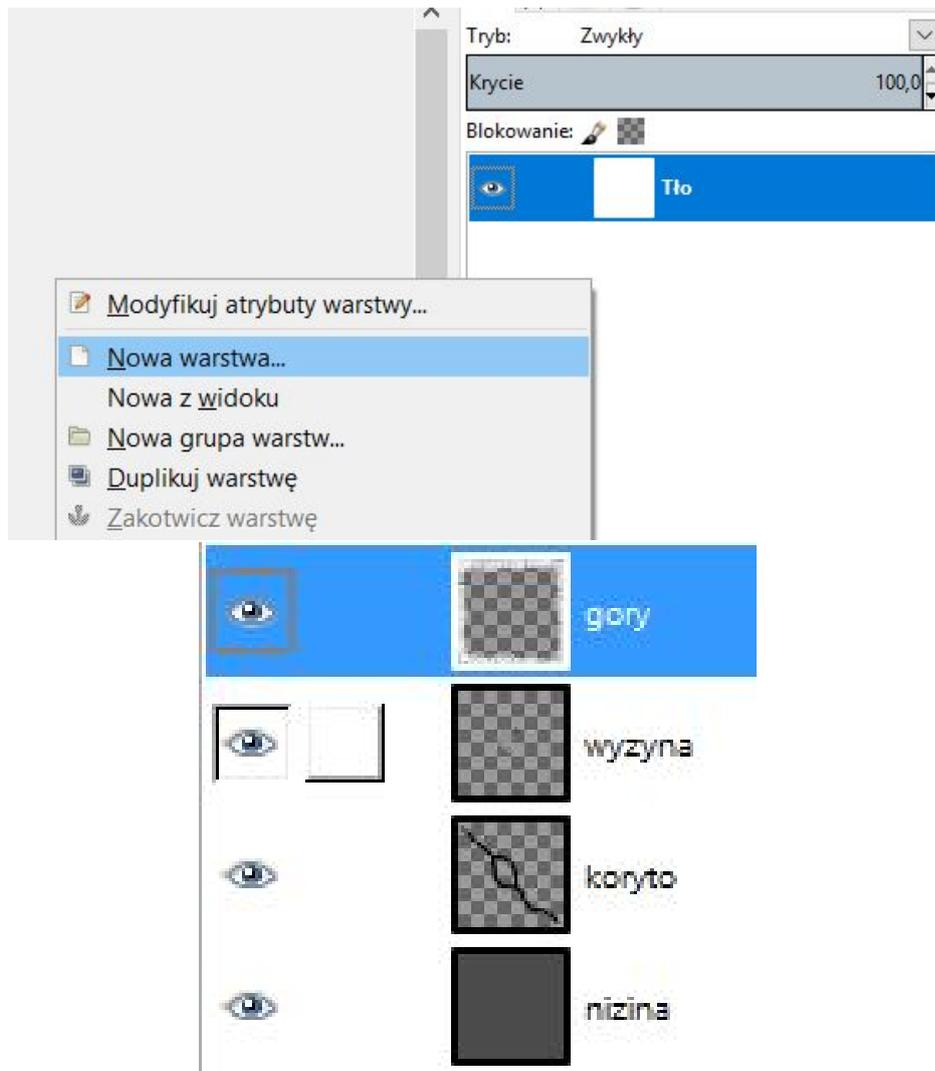 Tryb: Zwykły
Krycie 100,0
Blokowanie:
Tło
Modyfikuj atrybuty warstwy...
Nowa warstwa...
Nowa z widoku
Nowa grupa warstw...
Duplikuj warstwę
Zakotwicz warstwę
gory
wyzyna
koryto
nizina